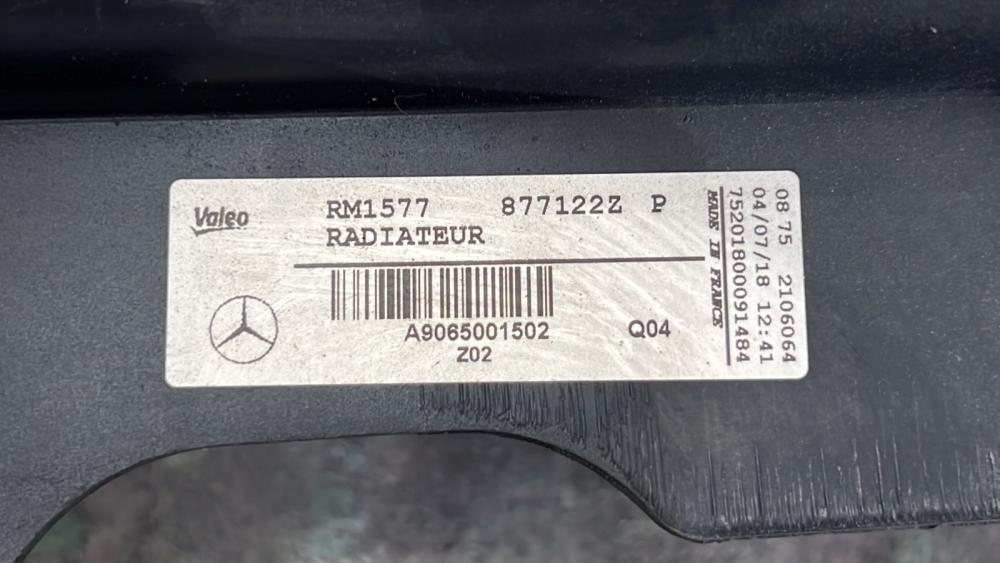 Valeo
RM1577 877122Z P
RADIATEUR
A9065001502
Z02
Q04
MADE IN FRANCE
75201800091484
04/07/18 12:41
08 75 2106064